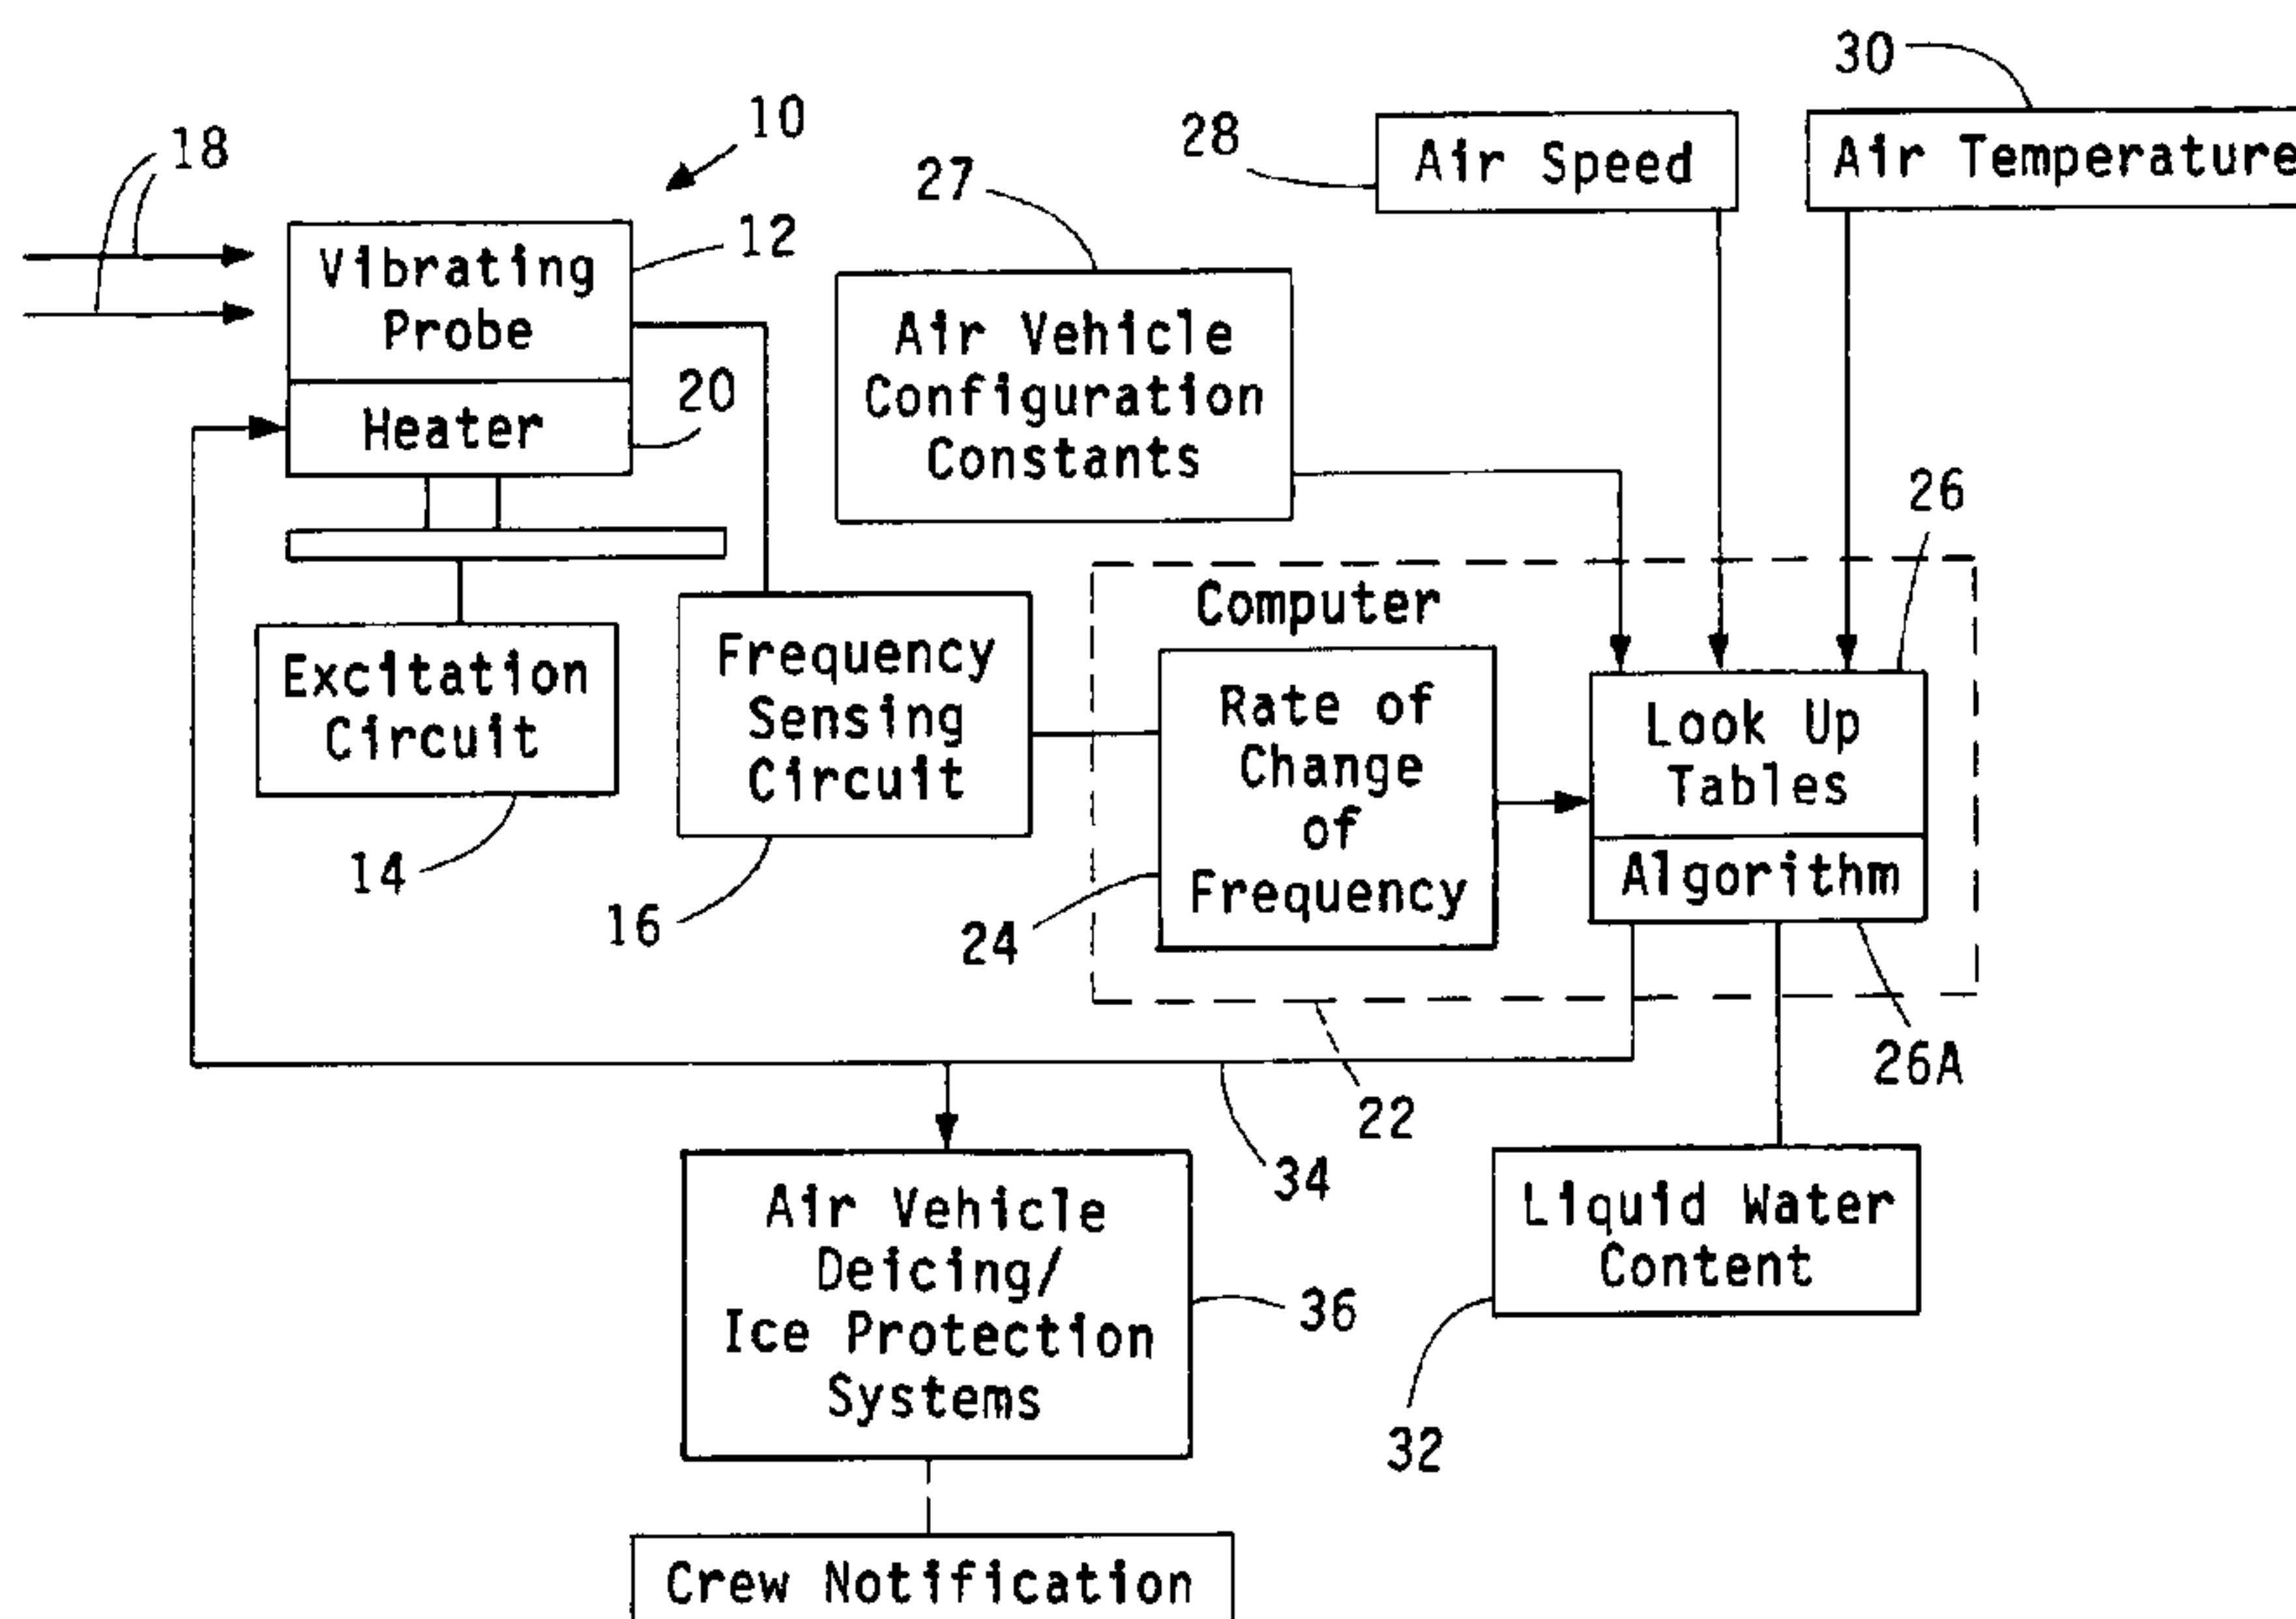 30
10
18
28
Air Speed
Air Temperature
27
12
Vibrating
Probe
20
Heater
Air Vehicle
Configuration
Constants
26
Computer
Excitation
Circuit
Frequency
Sensing
Circuit
Rate of
Change
of
Frequency
Look Up
Tables
Algorithm
14
16
24
26A
22
34
Air Vehicle
Deicing/
Ice Protection
Systems
36
Liquid Water
Content
32
Crew Notification